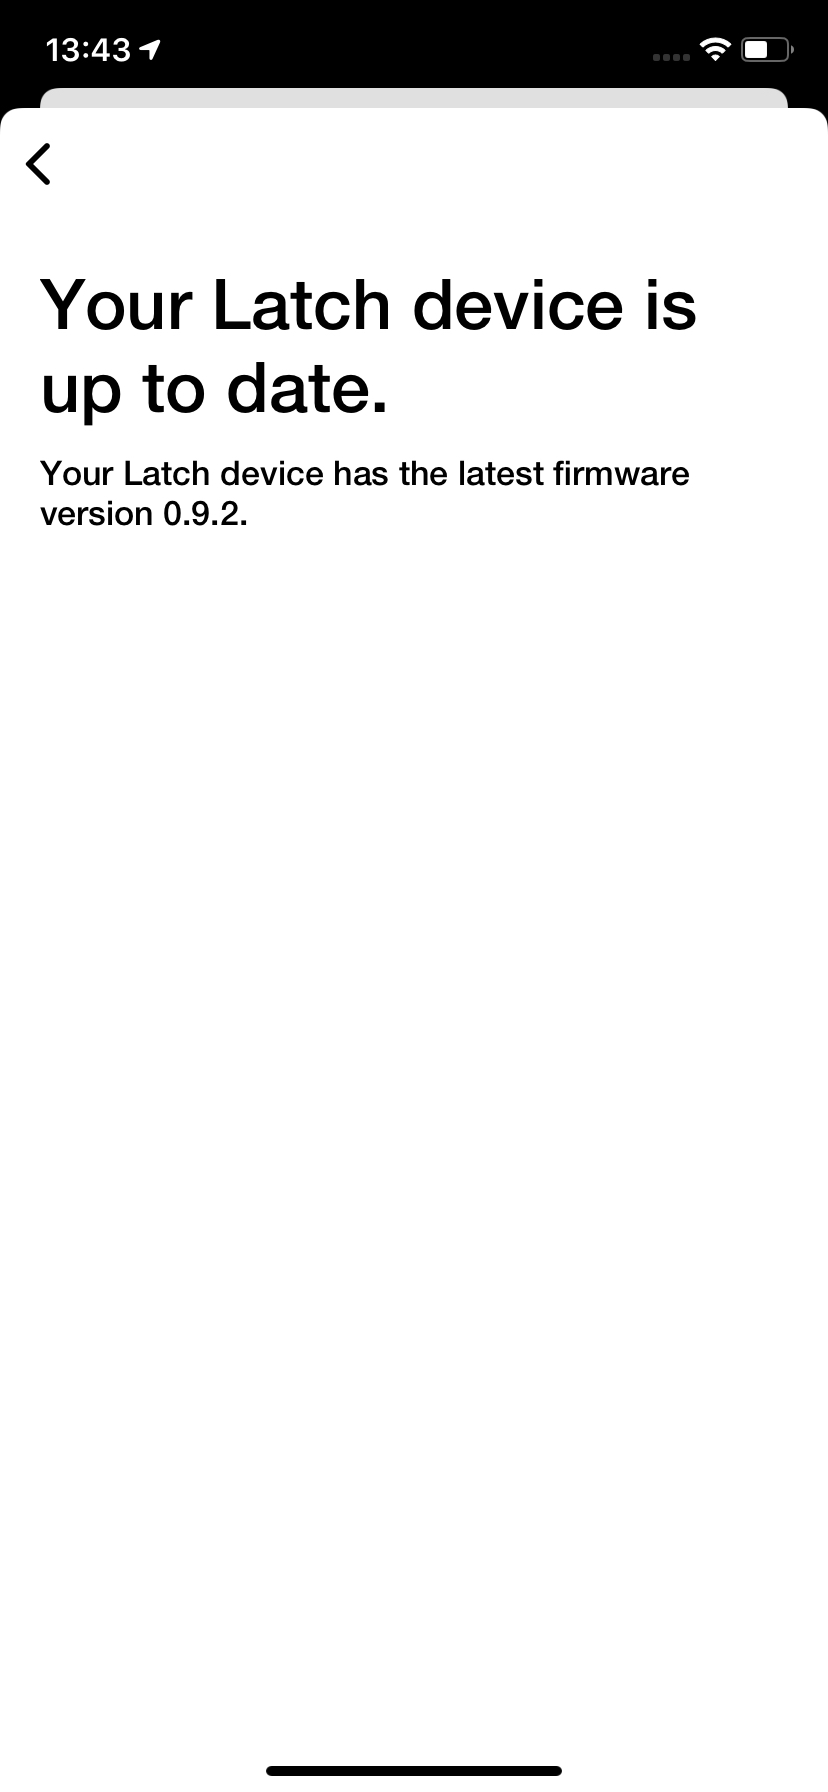 13:43
Your Latch device is
up to date.
Your Latch device has the latest firmware
version 0.9.2.